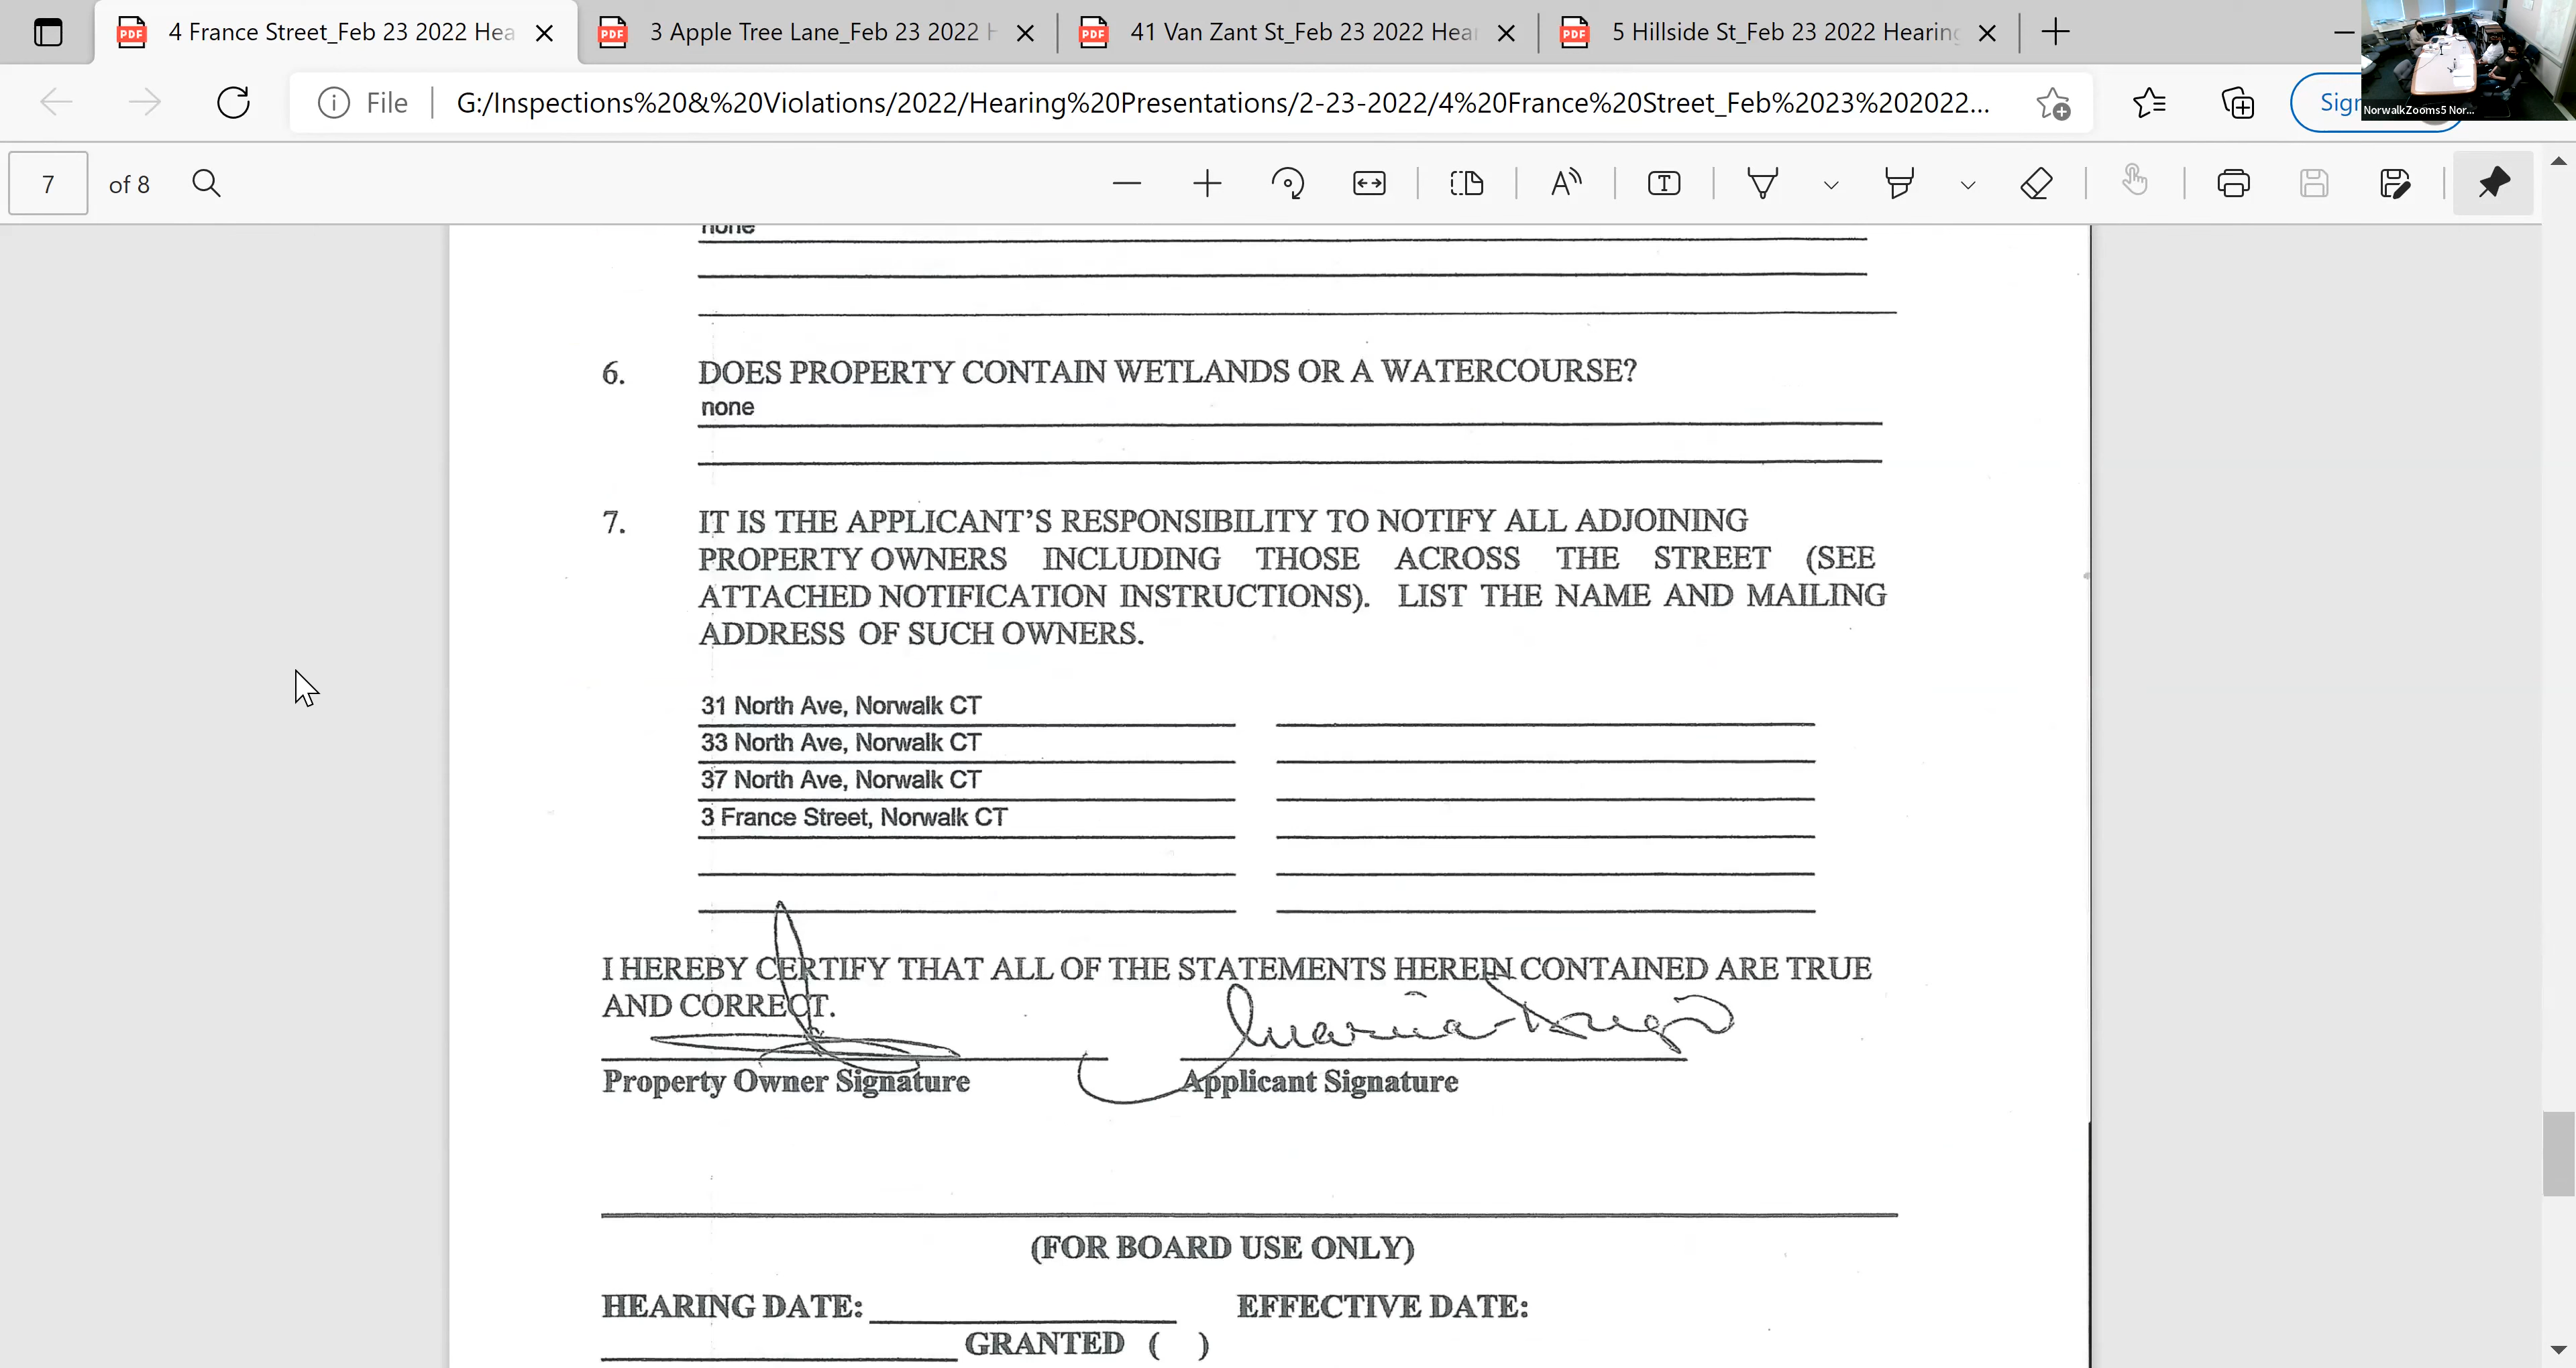 4 France Street_Feb 23 2022 Hea
3 Apple Tree Lane_Feb 23 2022 H
41 Van Zant St_Feb 23 2022 Hear
5 Hillside St_Feb 23 2022 Hearing
File
G:/Inspections%20&%20Violations/2022/Hearing%20Presentations/2-23-2022/4%20France%20Street_Feb%2023%202022...
Sign
NorwalkZooms5 Nor...
7 of 8
none
6. DOES PROPERTY CONTAIN WETLANDS OR A WATERCOURSE?
none
7. IT IS THE APPLICANT'S RESPONSIBILITY TO NOTIFY ALL ADJOINING
PROPERTY OWNERS INCLUDING THOSE ACROSS THE STREET (SEE
ATTACHED NOTIFICATION INSTRUCTIONS). LIST THE NAME AND MAILING
ADDRESS OF SUCH OWNERS.
31 North Ave, Norwalk CT
33 North Ave, Norwalk CT
37 North Ave, Norwalk CT
3 France Street, Norwalk CT
I HEREBY CERTIFY THAT ALL OF THE STATEMENTS HEREIN CONTAINED ARE TRUE
AND CORRECT.
Property Owner Signature Applicant Signature
(FOR BOARD USE ONLY)
HEARING DATE: EFFECTIVE DATE:
GRANTED ( )